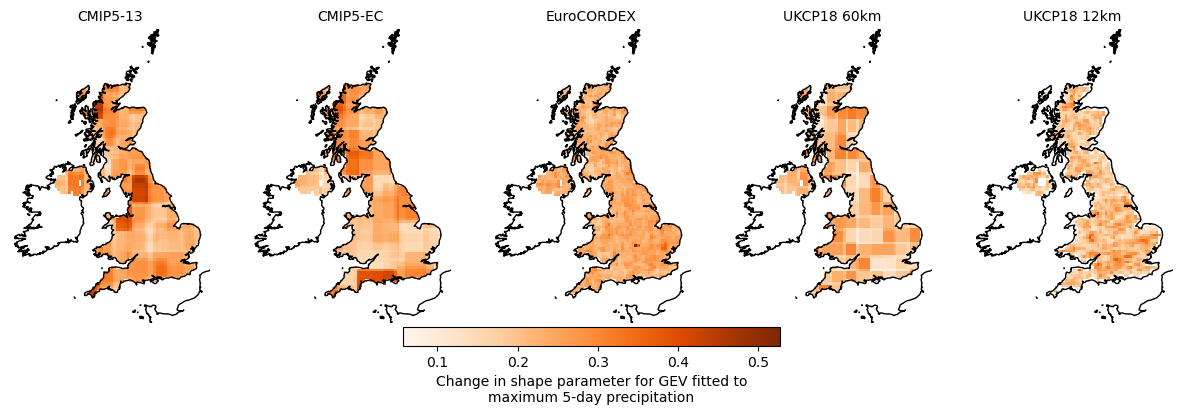 CMIP5-13
CMIP5-EC
EuroCORDEX
UKCP18 60km
UKCP18 12km
0.1
0.2
0.3
0.4
0.5
Change in shape parameter for GEV fitted to
maximum 5-day precipitation